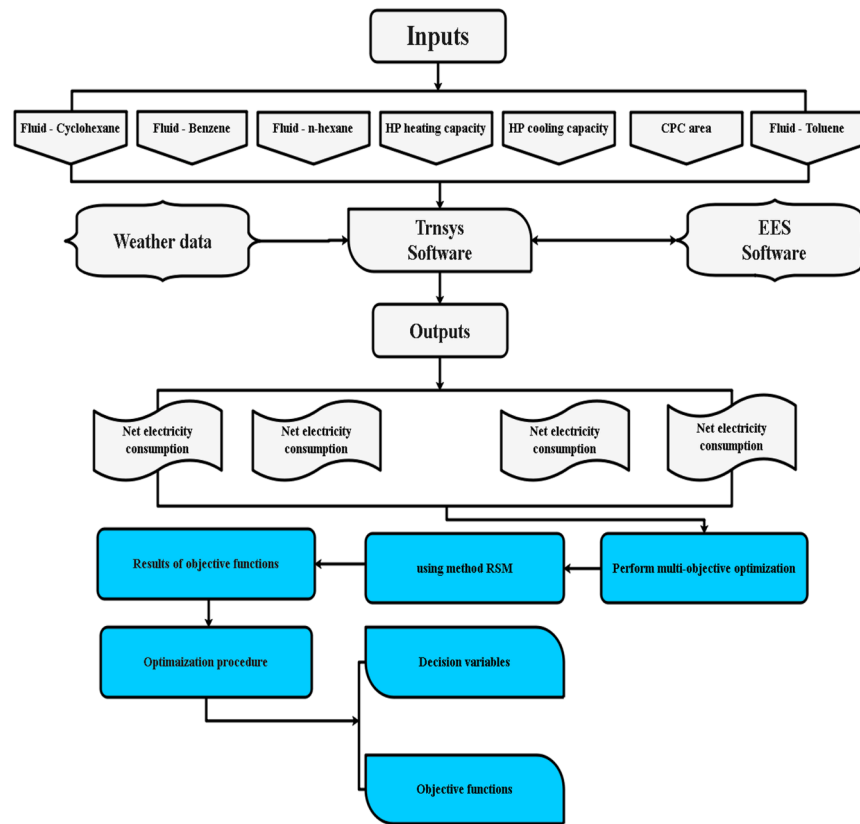 Inputs
Fluid - Cyclohexane
Fluid - Benzene
Fluid - n-hexane
HP heating capacity
HP cooling capacity
CPC area
Fluid - Toluene
Weather data
Trnsys
Software
EES
Software
Outputs
Net electricity
consumption
Net electricity
consumption
Net electricity
consumption
Net electricity
consumption
Results of objective functions
using method RSM
Perform multi-objective optimization
Optimaization procedure
Decision variables
Objective functions